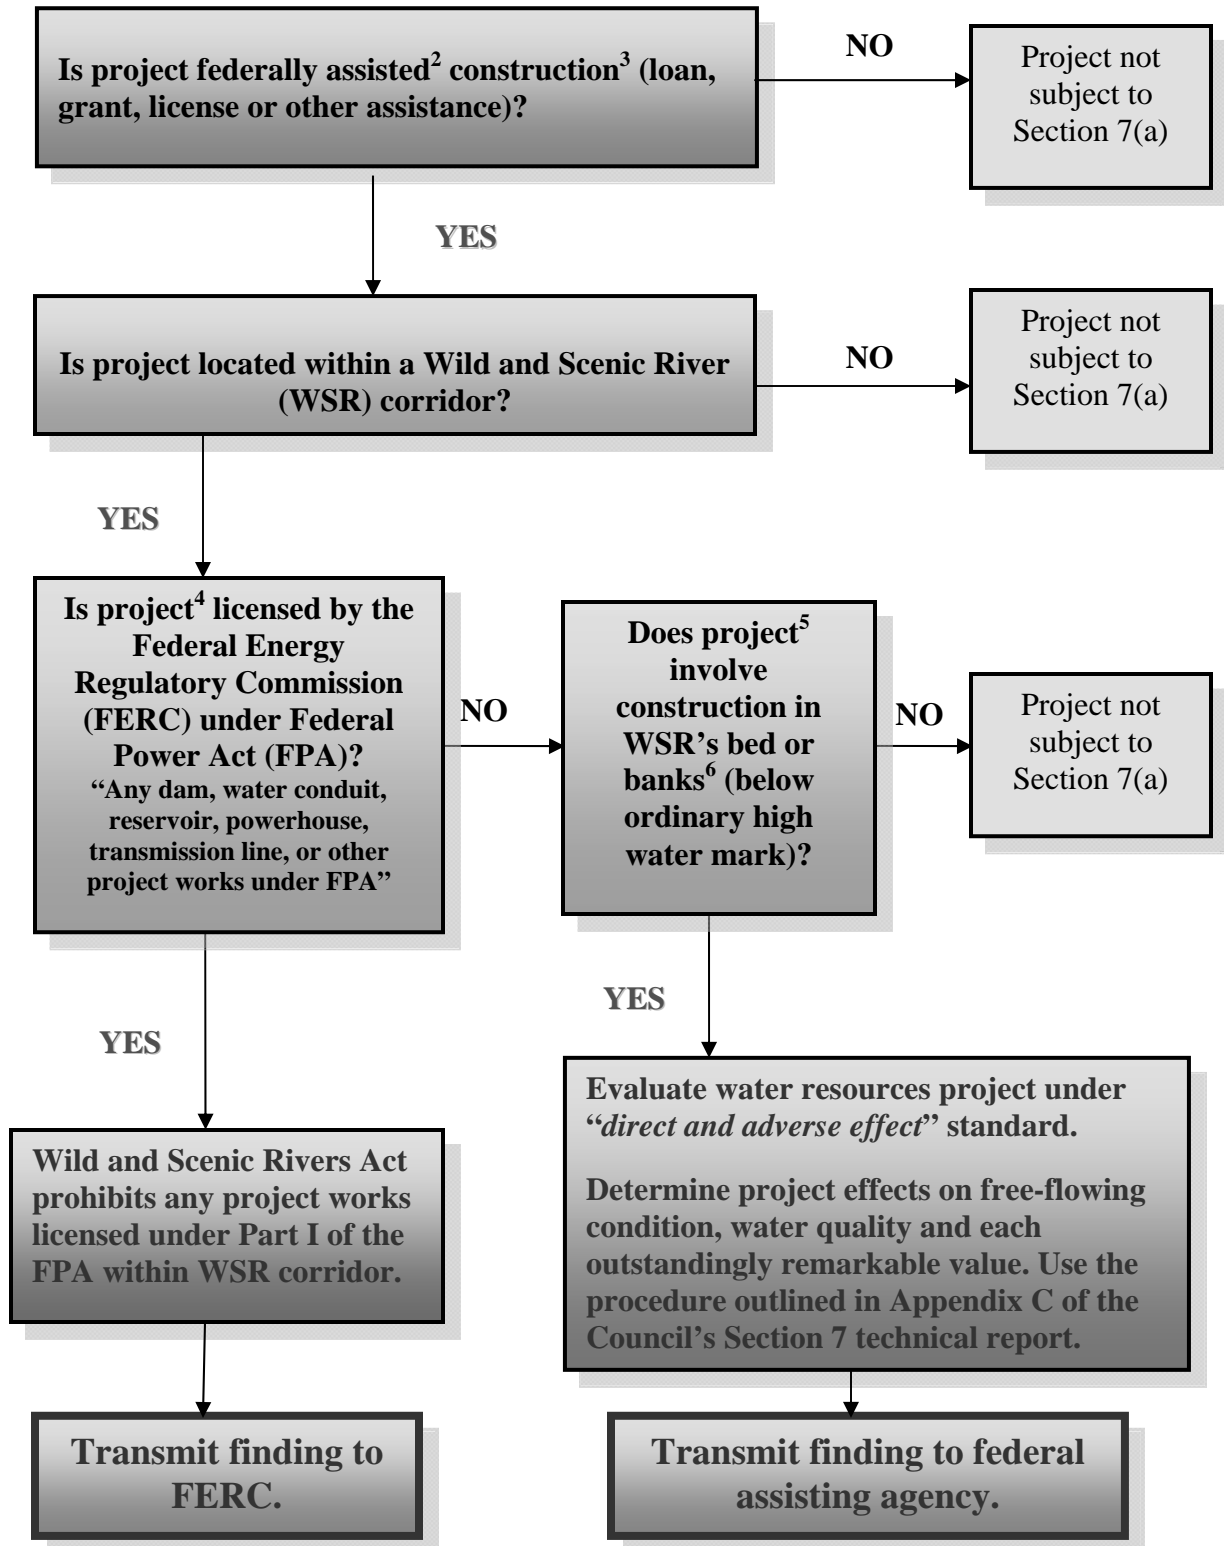 Is project federally assisted² construction³ (loan,
grant, license or other assistance)?
NO
Project not
subject to
Section 7(a)
YES
Is project located within a Wild and Scenic River
(WSR) corridor?
NO
Project not
subject to
Section 7(a)
YES
Is project⁴ licensed by the
Federal Energy
Regulatory Commission
(FERC) under Federal
Power Act (FPA)?
“Any dam, water conduit,
reservoir, powerhouse,
transmission line, or other
project works under FPA”
NO
Does project⁵
involve
construction in
WSR’s bed or
banks⁶ (below
ordinary high
water mark)?
NO
Project not
subject to
Section 7(a)
YES
YES
Wild and Scenic Rivers Act
prohibits any project works
licensed under Part I of the
FPA within WSR corridor.
Evaluate water resources project under
“direct and adverse effect” standard.
Determine project effects on free-flowing
condition, water quality and each
outstandingly remarkable value. Use the
procedure outlined in Appendix C of the
Council’s Section 7 technical report.
Transmit finding to
FERC.
Transmit finding to federal
assisting agency.